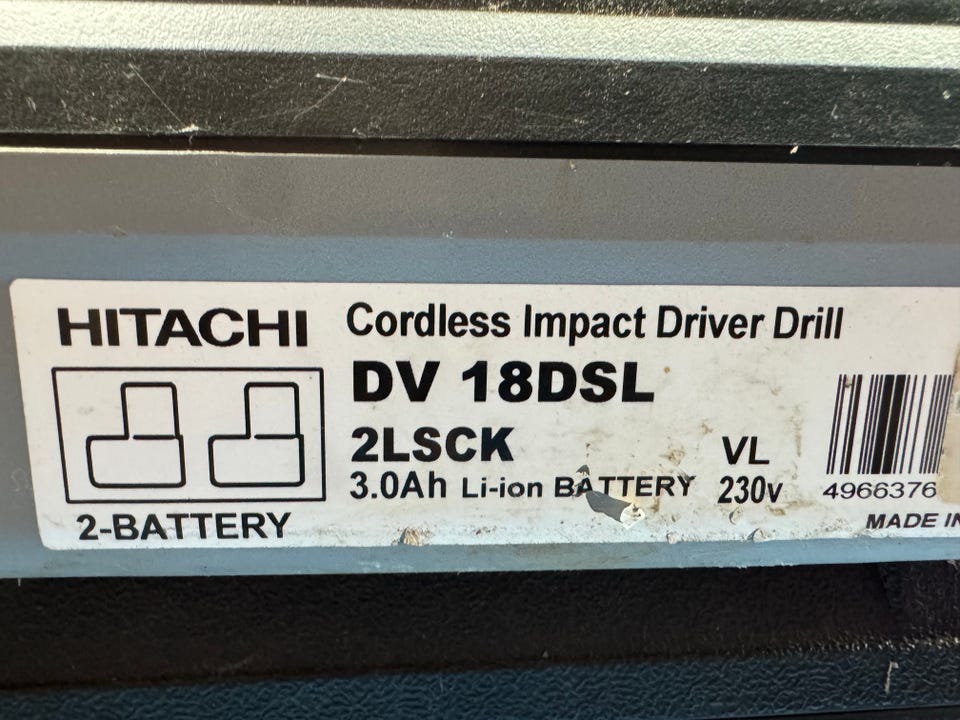 HITACHI
Cordless Impact Driver Drill
DV 18DSL
2LSCK
VL
3.0Ah Li-ion BATTERY
230v
2-BATTERY
4966376
MADE IN